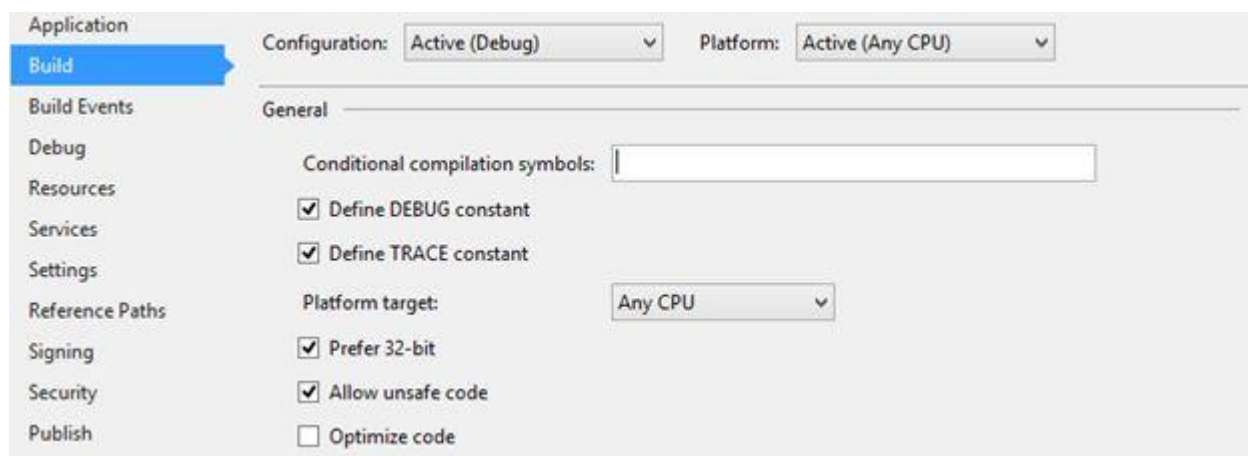 Application
Build
Build Events
Debug
Resources
Services
Settings
Reference Paths
Signing
Security
Publish
Configuration: Active (Debug) Platform: Active (Any CPU)
General
Conditional compilation symbols:
Define DEBUG constant
Define TRACE constant
Platform target: Any CPU
Prefer 32-bit
Allow unsafe code
Optimize code